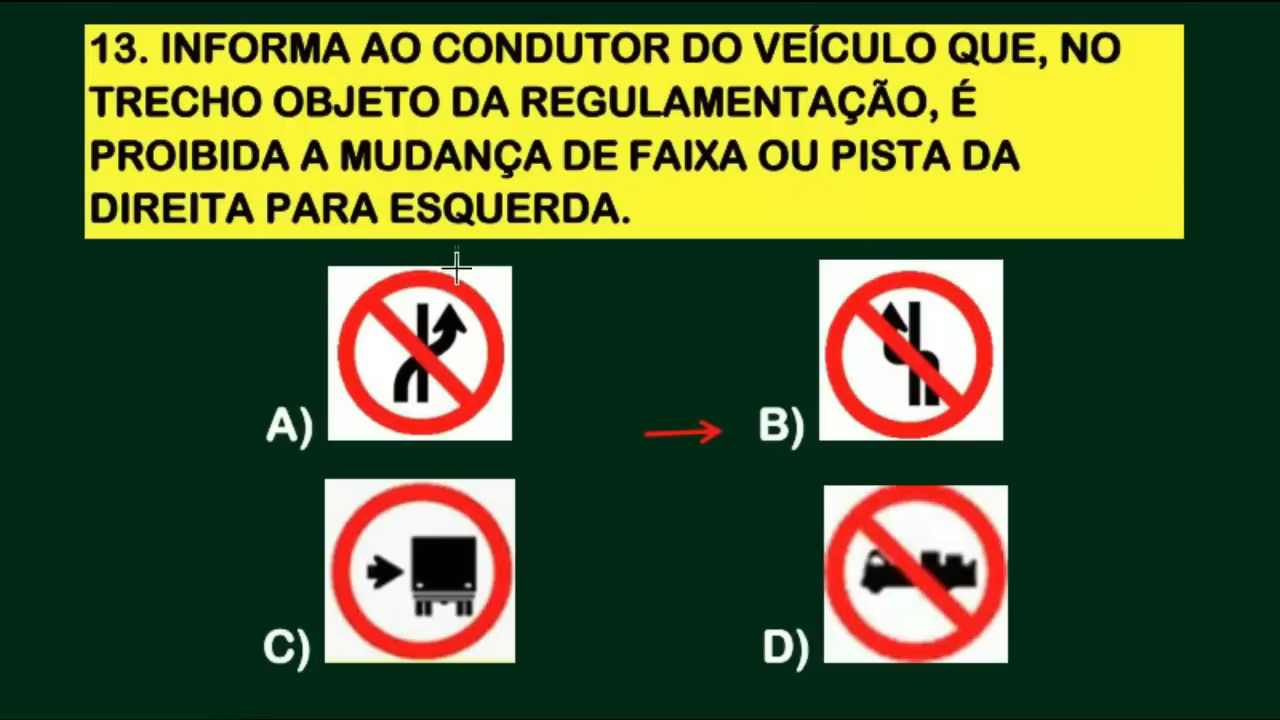 13. INFORMA AO CONDUTOR DO VEÍCULO QUE, NO
TRECHO OBJETO DA REGULAMENTAÇÃO, É
PROIBIDA A MUDANÇA DE FAIXA OU PISTA DA
DIREITA PARA ESQUERDA.
A)
B)
C)
D)